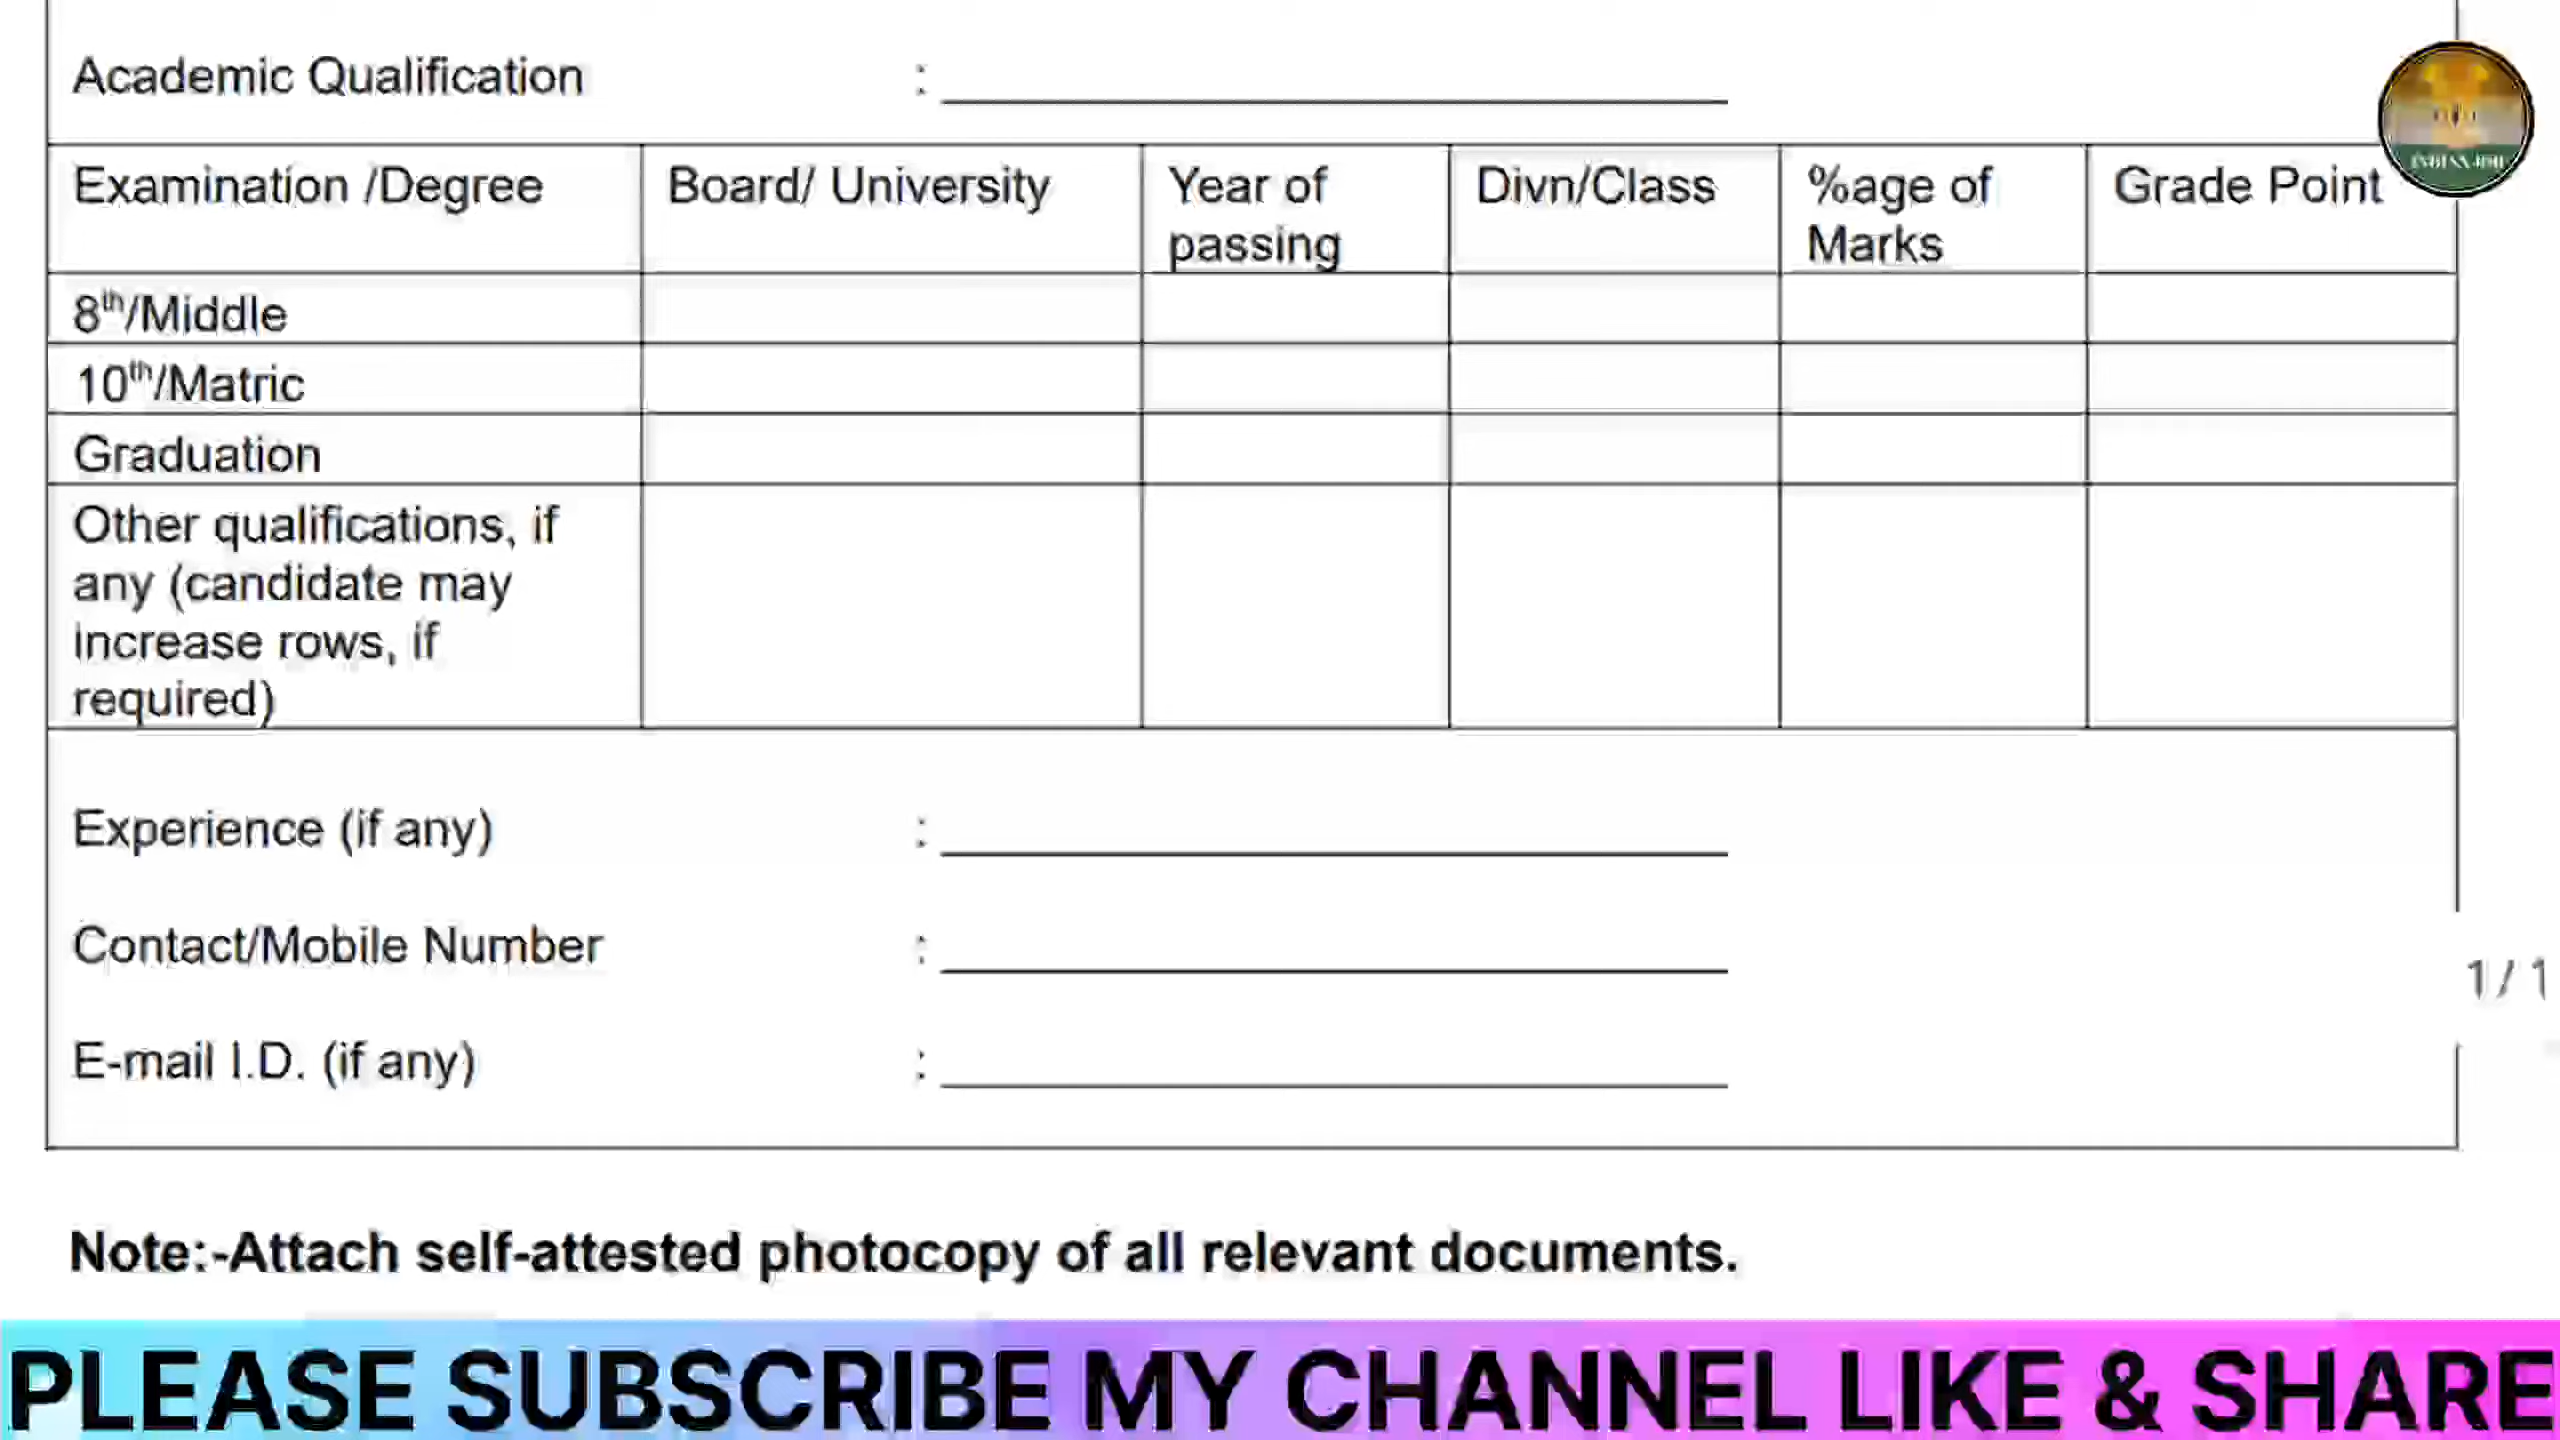 Academic Qualification : 
Examination /Degree Board/ University Year of passing Divn/Class %age of Marks Grade Point
8th/Middle
10th/Matric
Graduation
Other qualifications, if
any (candidate may
increase rows, if
required)
Experience (if any) :
Contact/Mobile Number :
1 / 1
E-mail I.D. (if any) :
Note:-Attach self-attested photocopy of all relevant documents.
PLEASE SUBSCRIBE MY CHANNEL LIKE & SHARE